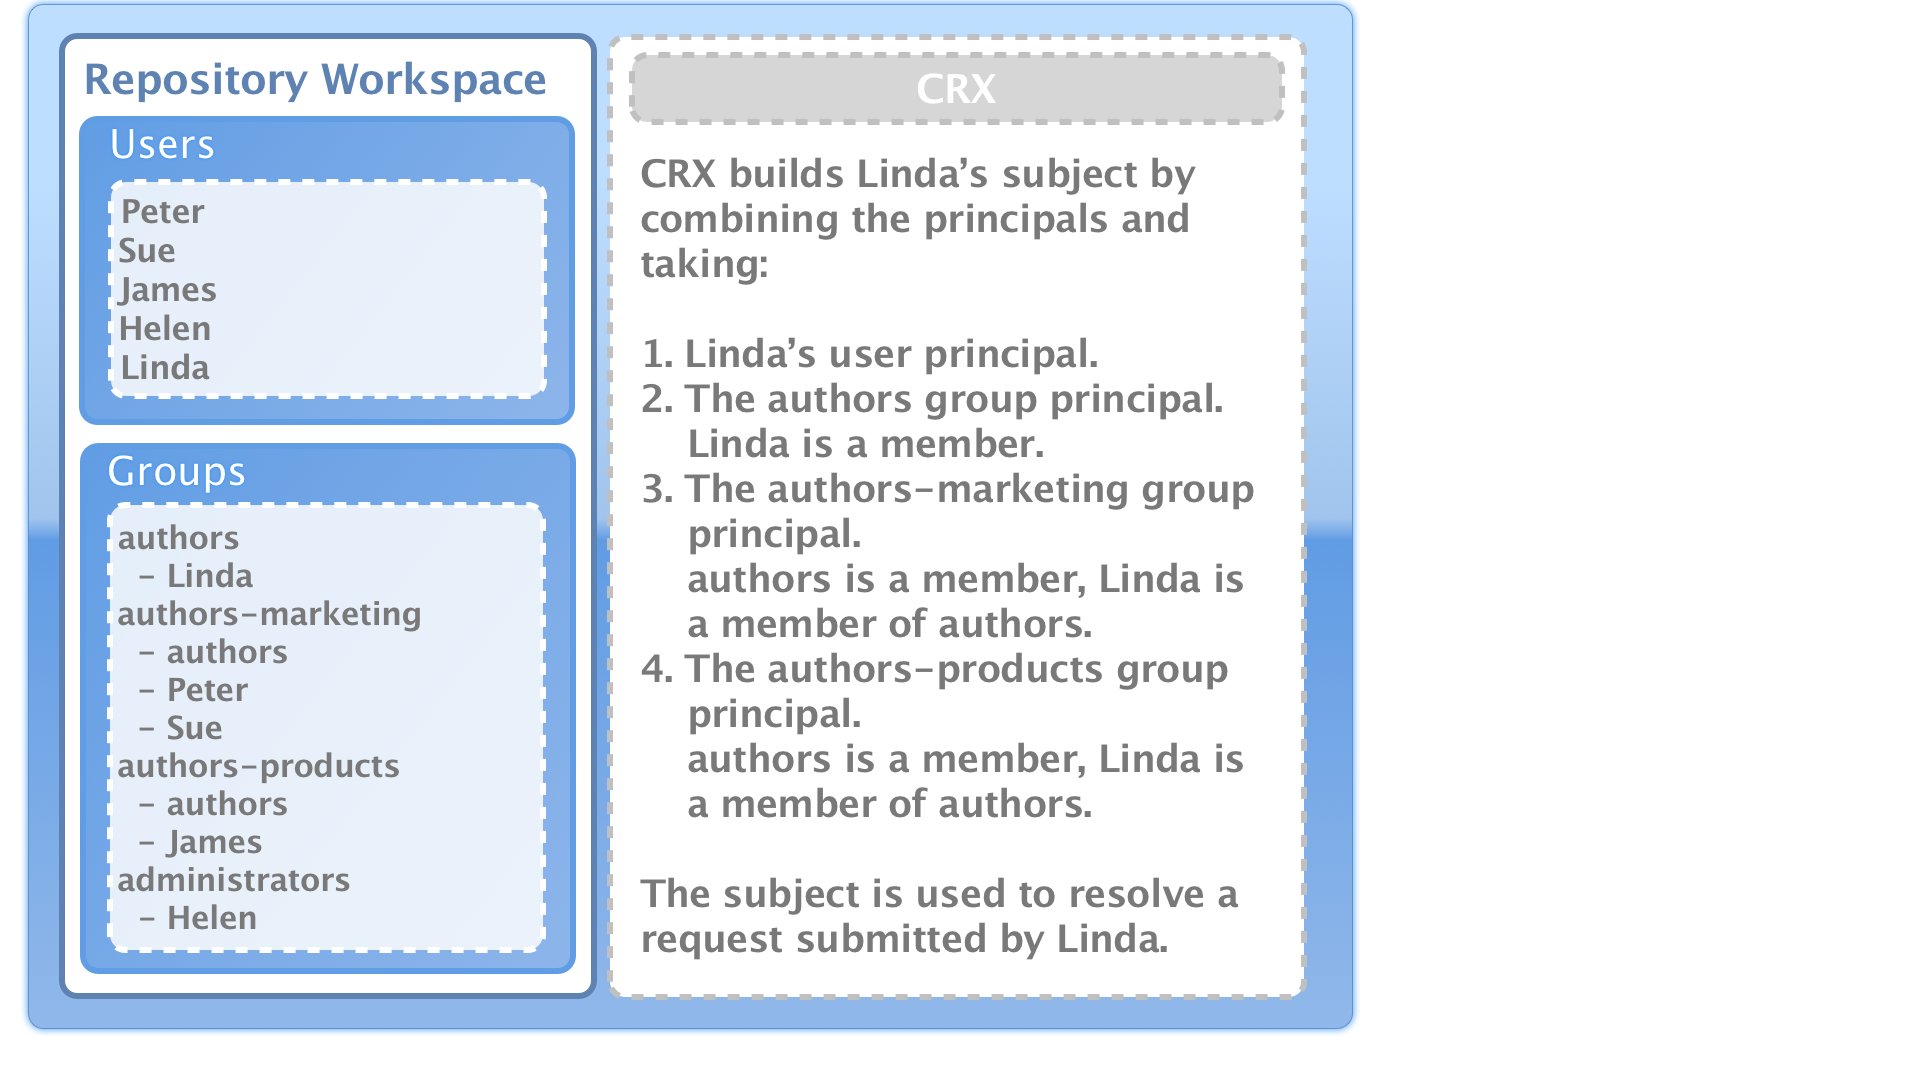 Repository Workspace
Users
Peter
Sue
James
Helen
Linda
Groups
authors
– Linda
authors–marketing
– authors
– Peter
– Sue
authors–products
– authors
– James
administrators
– Helen
CRX
CRX builds Linda’s subject by
combining the principals and
taking:
1. Linda’s user principal.
2. The authors group principal.
Linda is a member.
3. The authors–marketing group
principal.
authors is a member, Linda is
a member of authors.
4. The authors–products group
principal.
authors is a member, Linda is
a member of authors.
The subject is used to resolve a
request submitted by Linda.